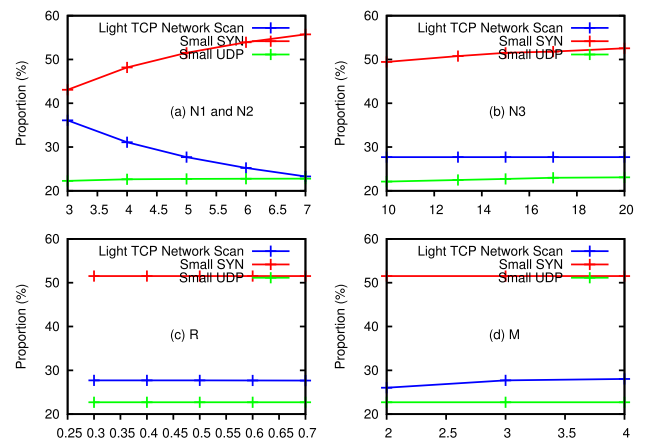 60
50
40
30
20
Proportion (%)
Light TCP Network Scan
Small SYN
Small UDP
(a) N1 and N2
3 3.5 4 4.5 5 5.5 6 6.5 7
60
50
40
30
20
Proportion (%)
Light TCP Network Scan
Small SYN
Small UDP
(b) N3
10 12 14 16 18 20
60
50
40
30
20
Proportion (%)
Light TCP Network Scan
Small SYN
Small UDP
(c) R
0.25 0.3 0.35 0.4 0.45 0.5 0.55 0.6 0.65 0.7
60
50
40
30
20
Proportion (%)
Light TCP Network Scan
Small SYN
Small UDP
(d) M
2 2.5 3 3.5 4